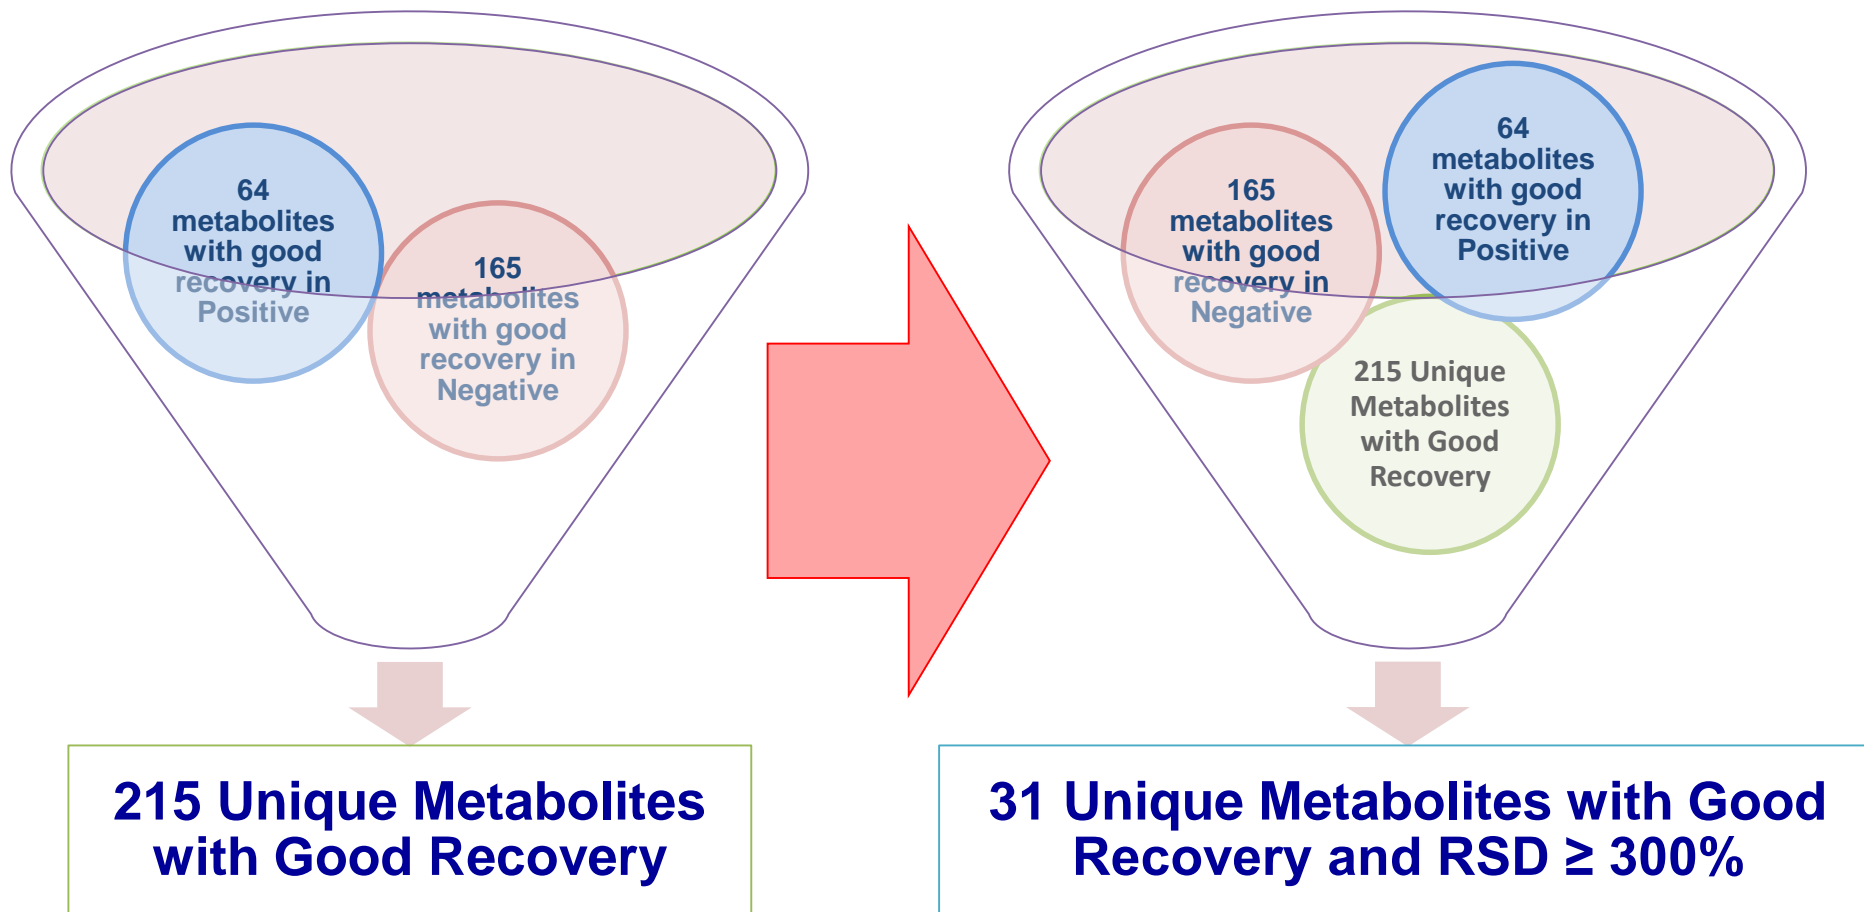 64
metabolites
with good
recovery in
Positive
165
metabolites
with good
recovery in
Negative
215 Unique Metabolites
with Good Recovery
165
metabolites
with good
recovery in
Negative
64
metabolites
with good
recovery in
Positive
215 Unique
Metabolites
with Good
Recovery
31 Unique Metabolites with Good
Recovery and RSD ≥ 300%